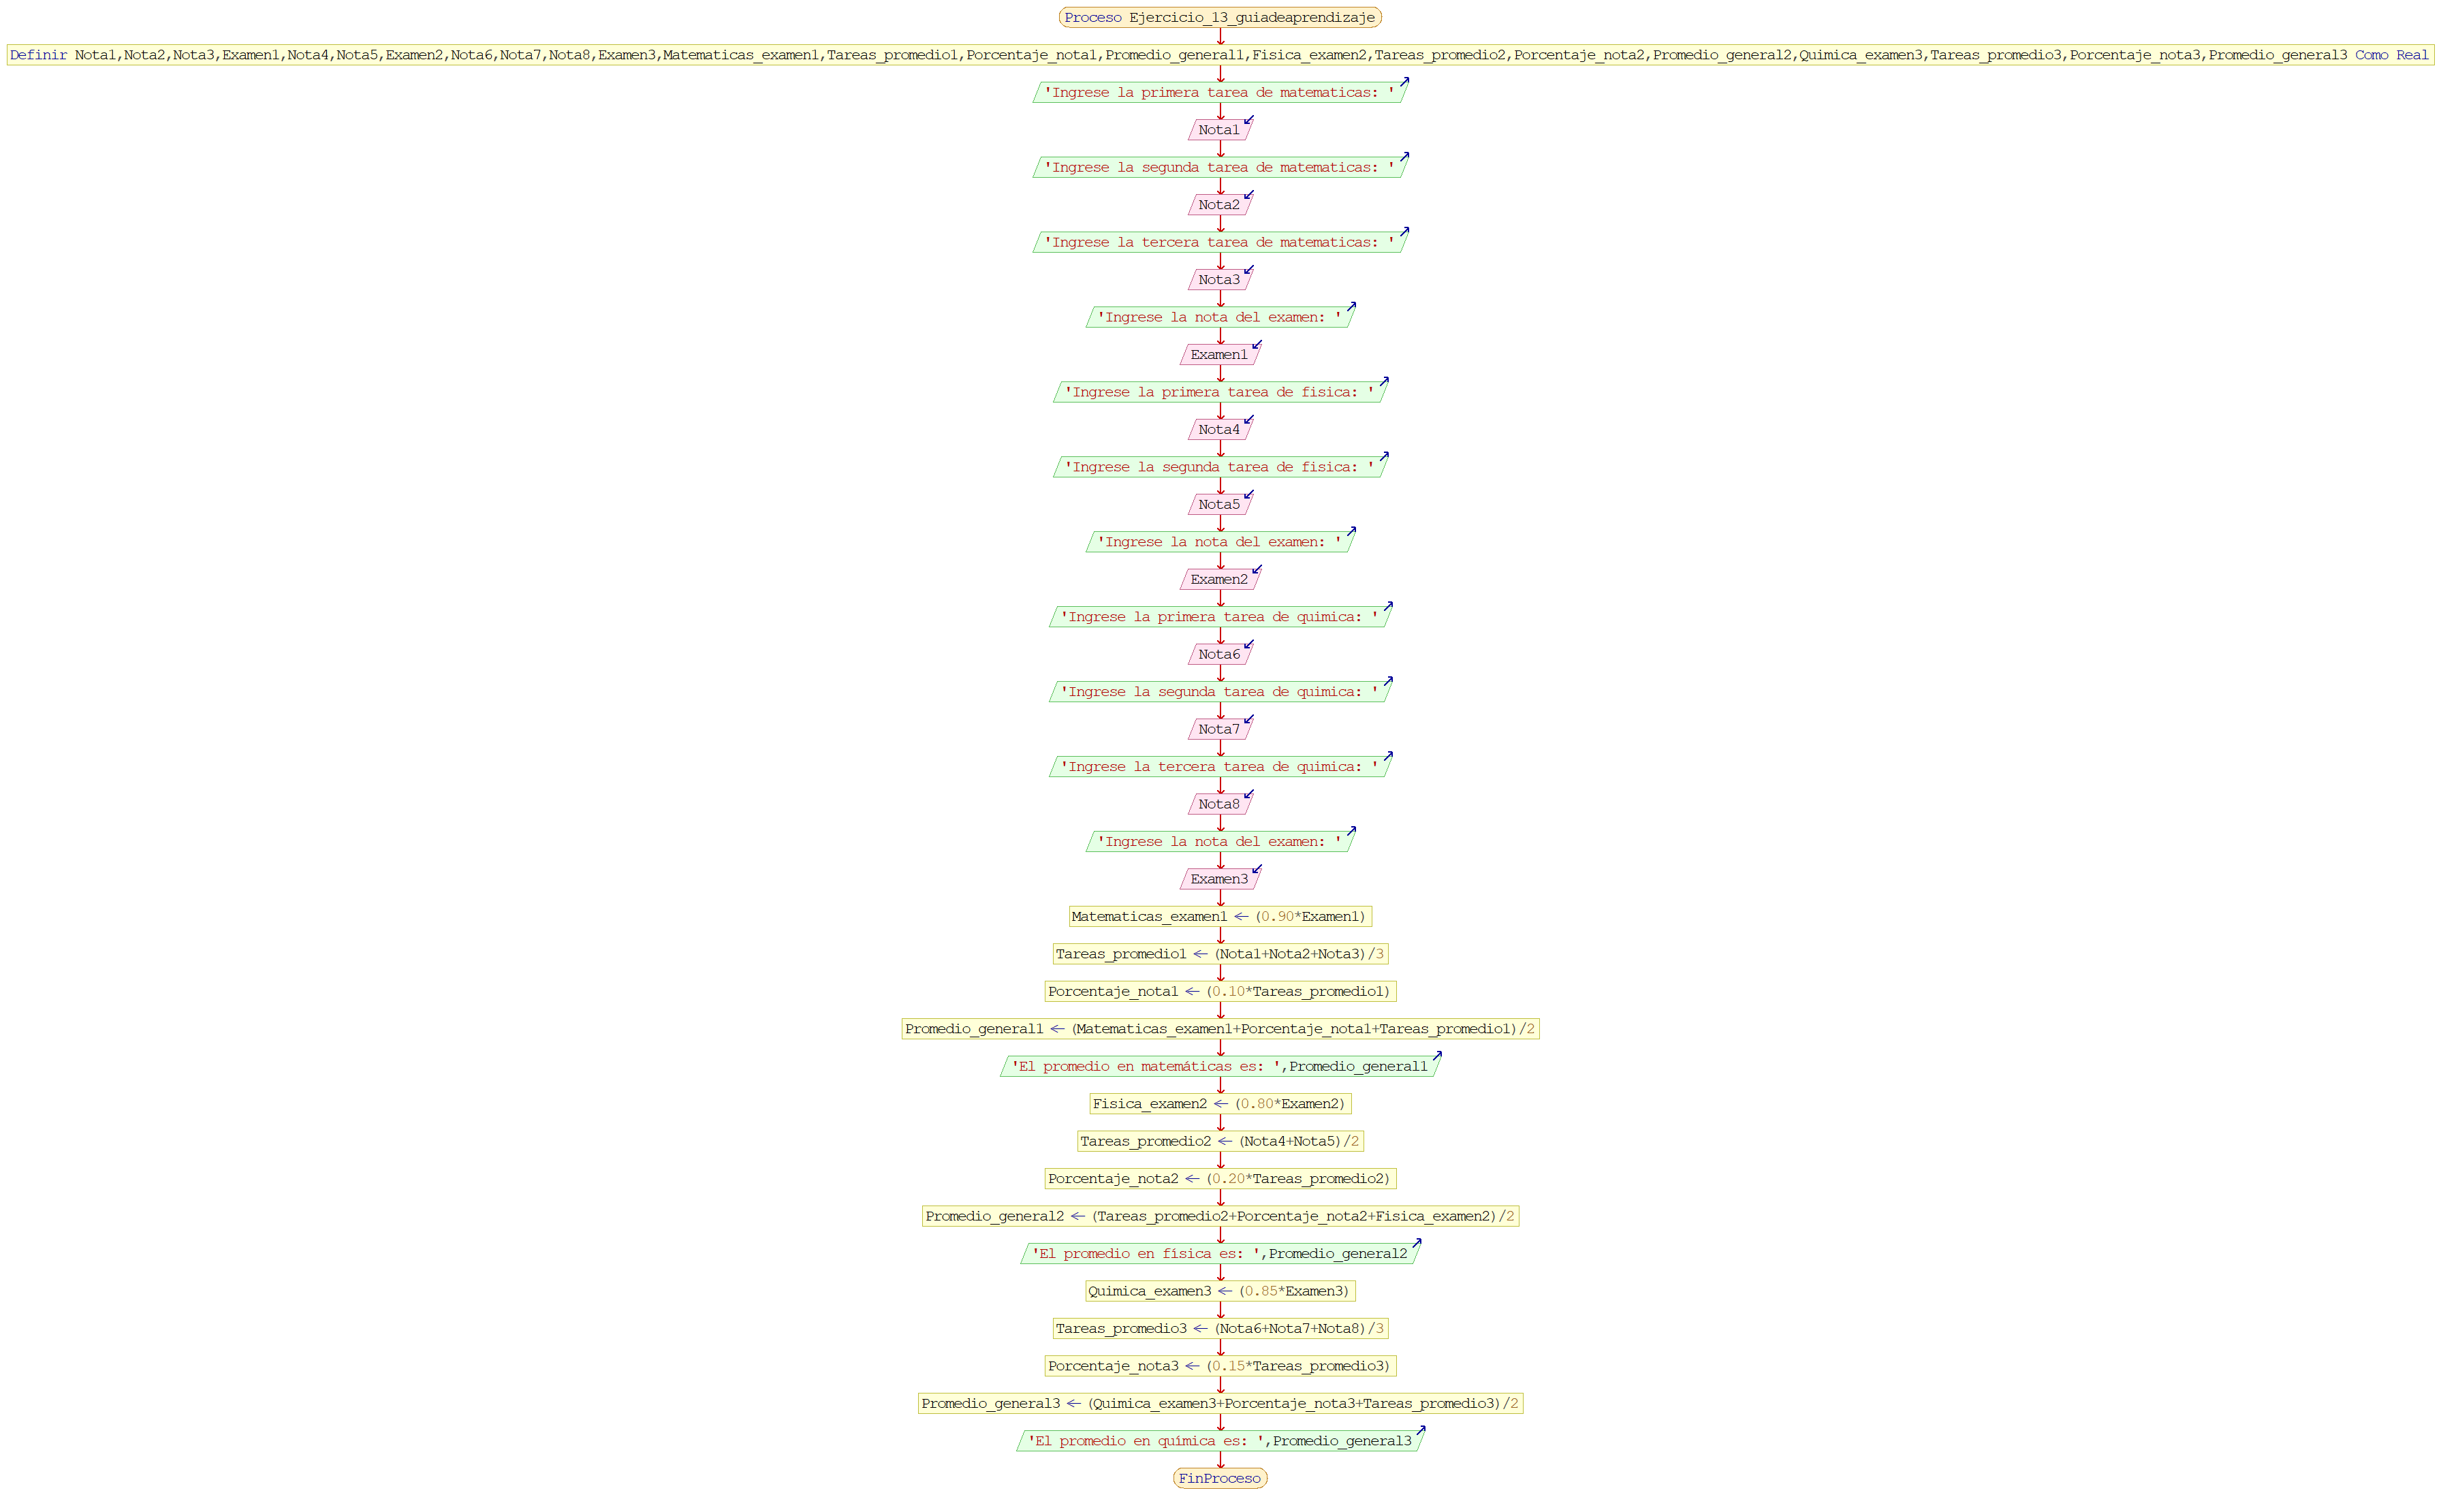 Proceso Ejercicio_13_guiadeaprendizaje
Definir Nota1,Nota2,Nota3,Examen1,Nota4,Nota5,Examen2,Nota6,Nota7,Nota8,Examen3,Matematicas_examen1,Tareas_promedio1,Porcentaje_nota1,Promedio_general1,Fisica_examen2,Tareas_promedio2,Porcentaje_nota2,Promedio_general2,Quimica_examen3,Tareas_promedio3,Porcentaje_nota3,Promedio_general3 Como Real
'Ingrese la primera tarea de matematicas: '
Nota1
'Ingrese la segunda tarea de matematicas: '
Nota2
'Ingrese la tercera tarea de matematicas: '
Nota3
'Ingrese la nota del examen: '
Examen1
'Ingrese la primera tarea de fisica: '
Nota4
'Ingrese la segunda tarea de fisica: '
Nota5
'Ingrese la nota del examen: '
Examen2
'Ingrese la primera tarea de quimica: '
Nota6
'Ingrese la segunda tarea de quimica: '
Nota7
'Ingrese la tercera tarea de quimica: '
Nota8
'Ingrese la nota del examen: '
Examen3
Matematicas_examen1 ← (0.90*Examen1)
Tareas_promedio1 ← (Nota1+Nota2+Nota3)/3
Porcentaje_nota1 ← (0.10*Tareas_promedio1)
Promedio_general1 ← (Matematicas_examen1+Porcentaje_nota1+Tareas_promedio1)/2
'El promedio en matemáticas es: ',Promedio_general1
Fisica_examen2 ← (0.80*Examen2)
Tareas_promedio2 ← (Nota4+Nota5)/2
Porcentaje_nota2 ← (0.20*Tareas_promedio2)
Promedio_general2 ← (Tareas_promedio2+Porcentaje_nota2+Fisica_examen2)/2
'El promedio en física es: ',Promedio_general2
Quimica_examen3 ← (0.85*Examen3)
Tareas_promedio3 ← (Nota6+Nota7+Nota8)/3
Porcentaje_nota3 ← (0.15*Tareas_promedio3)
Promedio_general3 ← (Quimica_examen3+Porcentaje_nota3+Tareas_promedio3)/2
'El promedio en química es: ',Promedio_general3
FinProceso